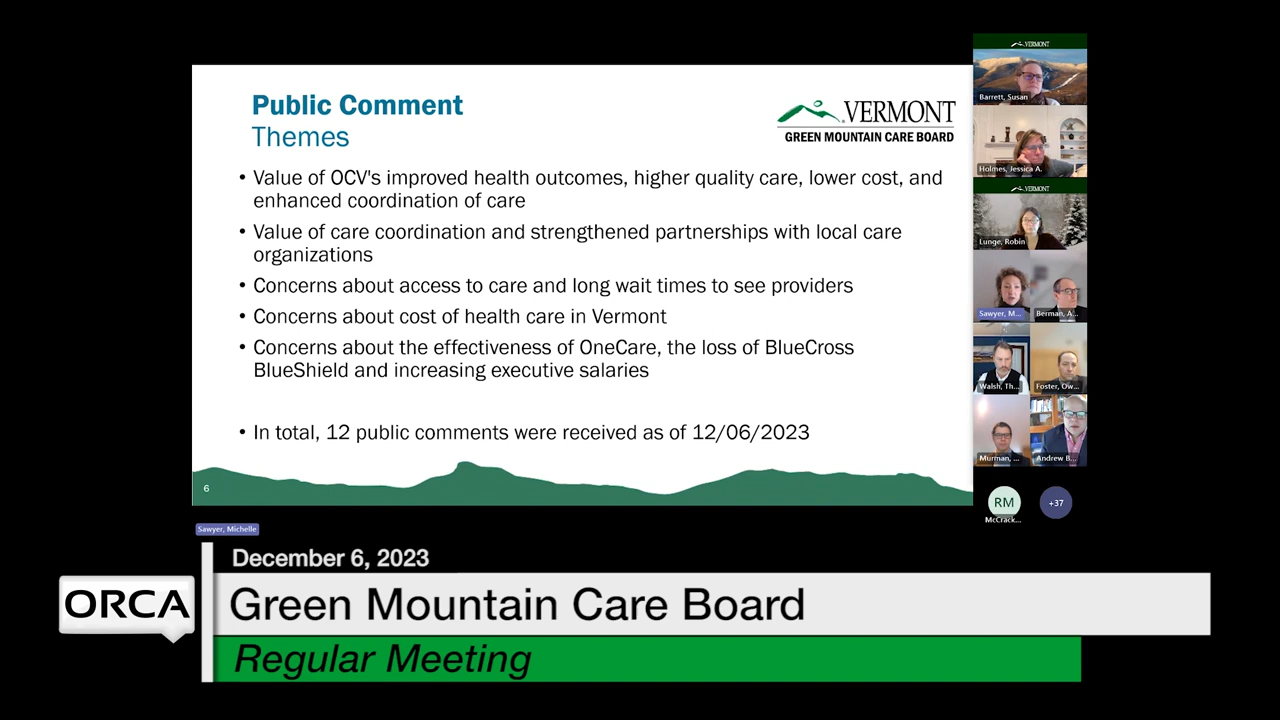 Public Comment
Themes
VERMONT
GREEN MOUNTAIN CARE BOARD
• Value of OCV's improved health outcomes, higher quality care, lower cost, and
enhanced coordination of care
• Value of care coordination and strengthened partnerships with local care
organizations
• Concerns about access to care and long wait times to see providers
• Concerns about cost of health care in Vermont
• Concerns about the effectiveness of OneCare, the loss of BlueCross
BlueShield and increasing executive salaries
• In total, 12 public comments were received as of 12/06/2023
6
VERMONT
Barrett, Susan
Holmes, Jessica A.
VERMONT
Lunge, Robin
Sawyer, M...
Berman, A...
Walsh, Th...
Foster, Ow...
Murman, ...
Andrew B...
RM
McCrack...
+37
Sawyer, Michelle
December 6, 2023
ORCA
Green Mountain Care Board
Regular Meeting